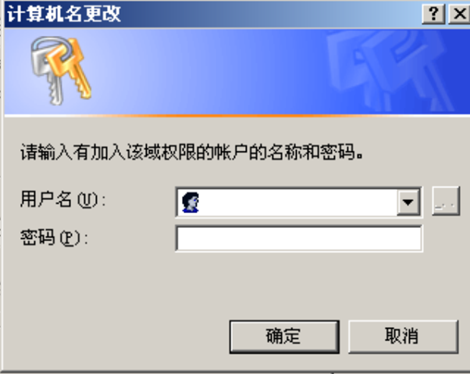 计算机名更改
请输入有加入该域权限的帐户的名称和密码。
用户名(U):
密码(P):
确定
取消